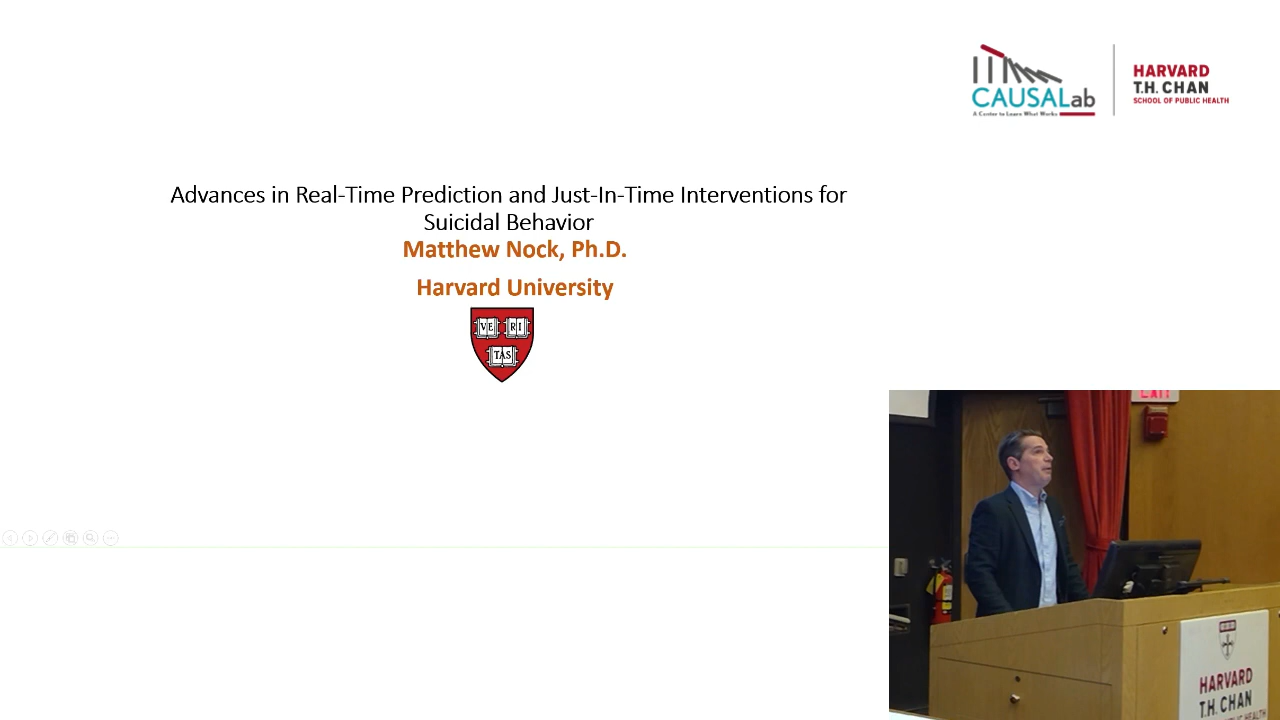 CAUSALab
A Center to Learn What Works
HARVARD
T.H. CHAN
SCHOOL OF PUBLIC HEALTH
Advances in Real-Time Prediction and Just-In-Time Interventions for
Suicidal Behavior
Matthew Nock, Ph.D.
Harvard University
VE RI
TAS
EXIT
HARVARD
T.H. CHAN